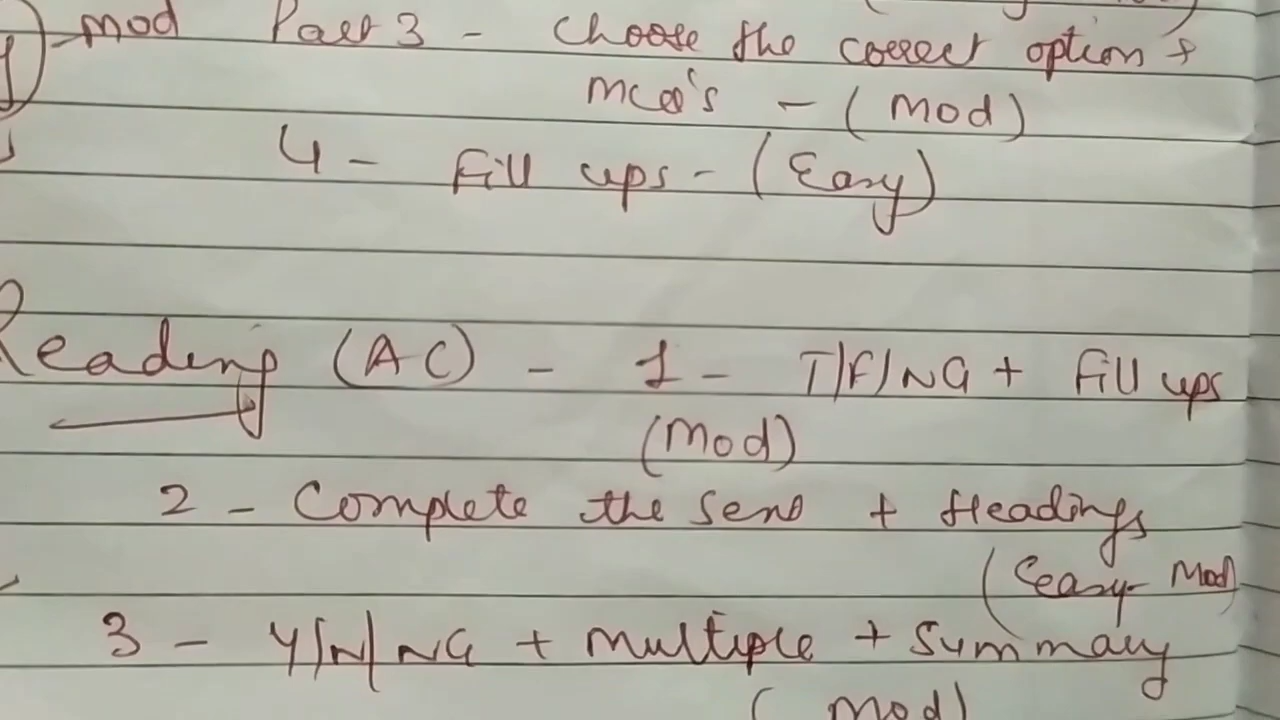 mod Part 3 - Choose the correct option +
MCQ's - (Mod)
4 - Fill ups - (Easy)
Reading (AC) - 1 - T/F/NG + Fill ups
(Mod)
2 - Complete the sens + Headings
(easy- Mod)
3 - Y/N/NG + Multiple + Summary
(Mod)